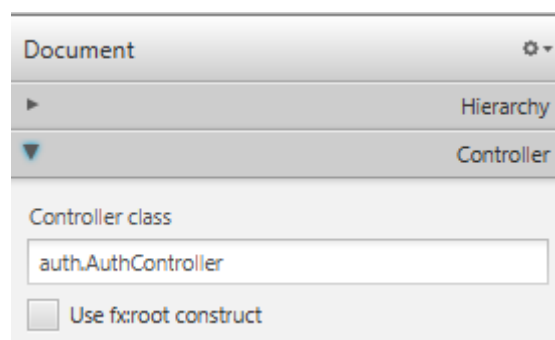 Document
Hierarchy
Controller
Controller class
auth.AuthController
Use fx:root construct